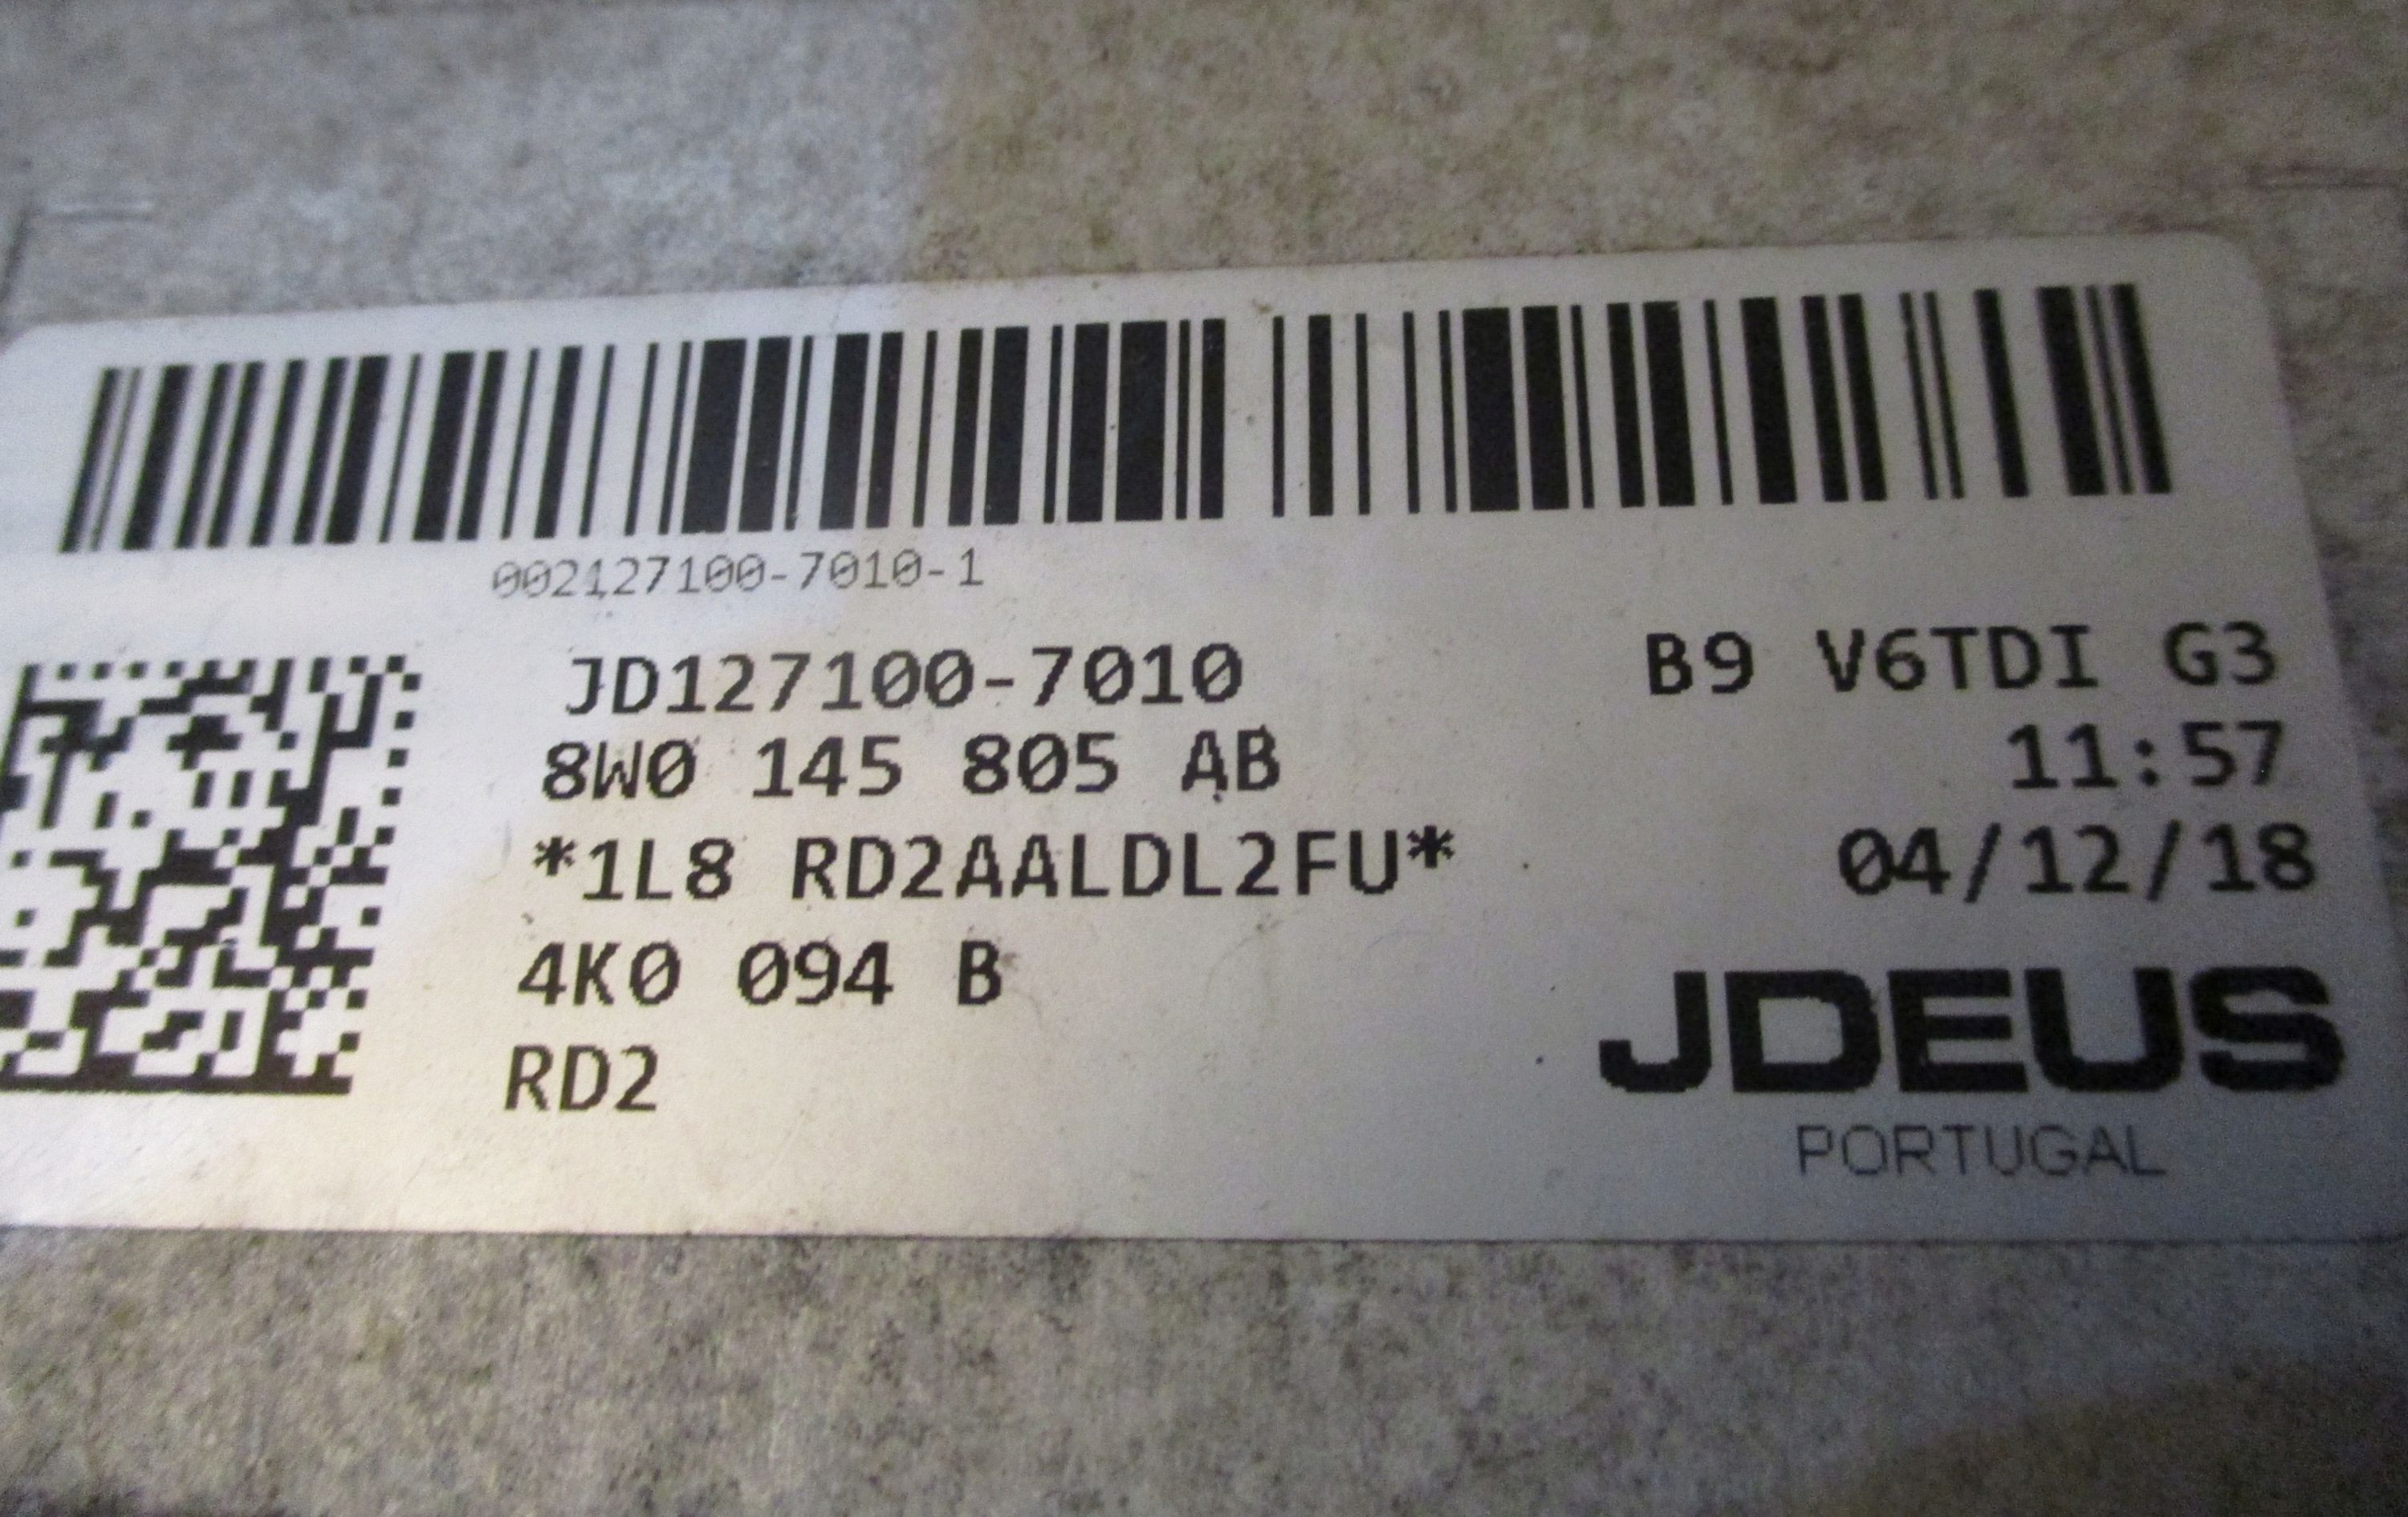 002127100-7010-1
JD127100-7010
B9 V6TDI G3
8W0 145 805 AB
11:57
*1L8 RD2AALDL2FU*
04/12/18
4K0 094 B
JDEUS
RD2
PORTUGAL